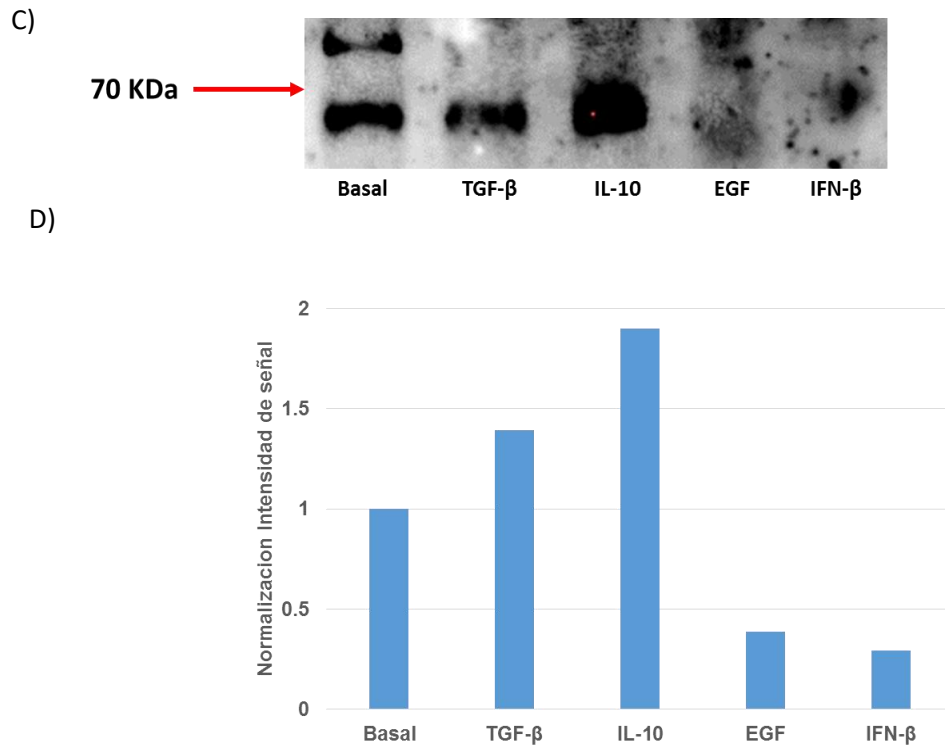 C)
70 KDa
Basal TGF-β IL-10 EGF IFN-β
D)
Normalizacion Intensidad de señal
2
1.5
1
0.5
0
Basal TGF-β IL-10 EGF IFN-β